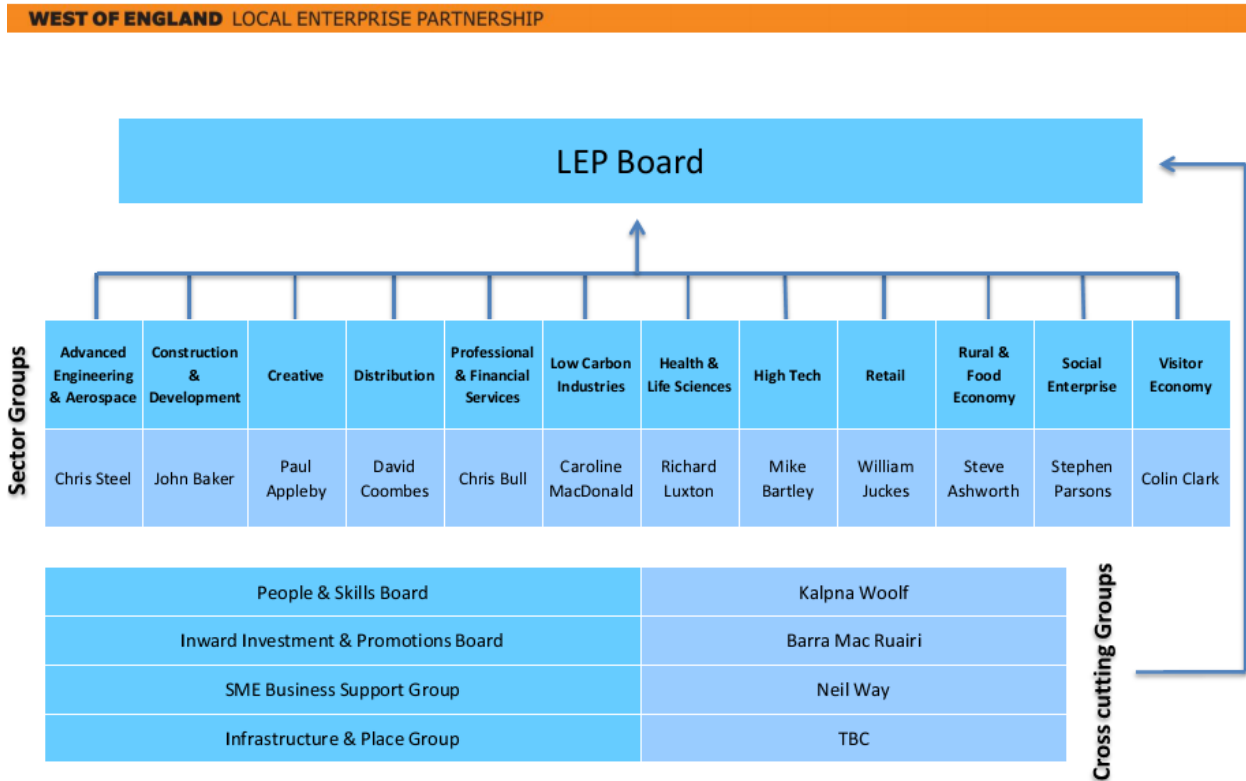 WEST OF ENGLAND LOCAL ENTERPRISE PARTNERSHIP
LEP Board
Sector Groups
Advanced
Engineering
& Aerospace
Construction
&
Development
Creative
Distribution
Professional
& Financial
Services
Low Carbon
Industries
Health &
Life Sciences
High Tech
Retail
Rural &
Food
Economy
Social
Enterprise
Visitor
Economy
Chris Steel
John Baker
Paul
Appleby
David
Coombes
Chris Bull
Caroline
MacDonald
Richard
Luxton
Mike
Bartley
William
Juckes
Steve
Ashworth
Stephen
Parsons
Colin Clark
People & Skills Board
Kalpna Woolf
Inward Investment & Promotions Board
Barra Mac Ruairi
SME Business Support Group
Neil Way
Infrastructure & Place Group
TBC
Cross cutting Groups